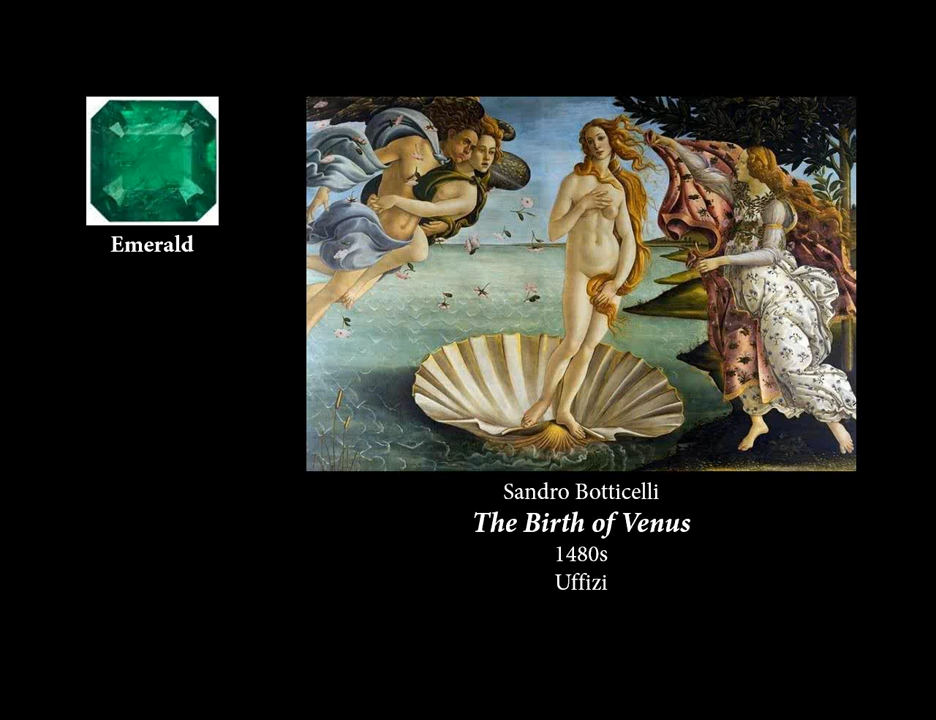 Emerald
Sandro Botticelli
The Birth of Venus
1480s
Uffizi